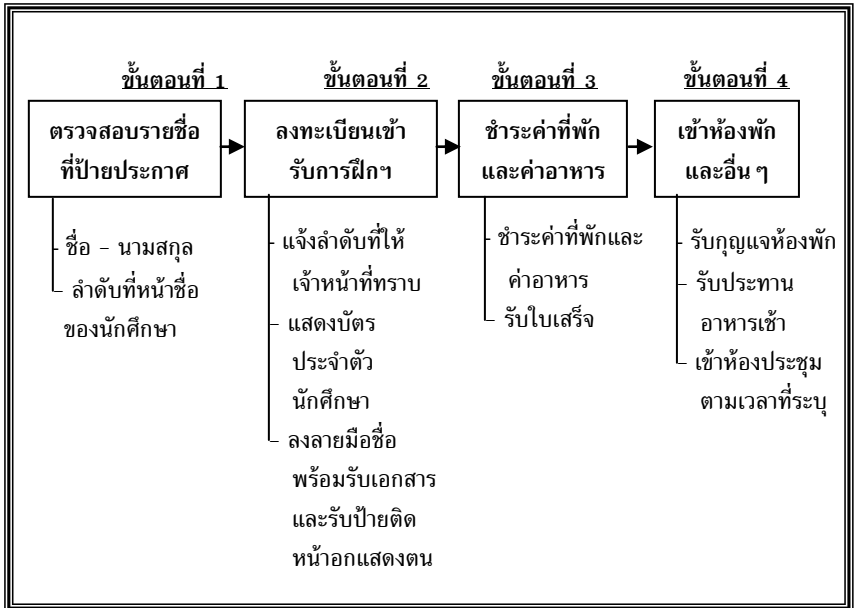 ขั้นตอนที่ 1
ตรวจสอบรายชื่อ
ที่ป้ายประกาศ
- ชื่อ – นามสกุล
- ลำดับที่หน้าชื่อ
ของนักศึกษา
ขั้นตอนที่ 2
ลงทะเบียนเข้า
รับการฝึกฯ
- แจ้งลำดับที่ให้
เจ้าหน้าที่ทราบ
- แสดงบัตร
ประจำตัว
นักศึกษา
- ลงลายมือชื่อ
พร้อมรับเอกสาร
และรับป้ายติด
หน้าอกแสดงตน
ขั้นตอนที่ 3
ชำระค่าที่พัก
และค่าอาหาร
- ชำระค่าที่พักและ
ค่าอาหาร
- รับใบเสร็จ
ขั้นตอนที่ 4
เข้าห้องพัก
และอื่น ๆ
- รับกุญแจห้องพัก
- รับประทาน
อาหารเช้า
- เข้าห้องประชุม
ตามเวลาที่ระบุ